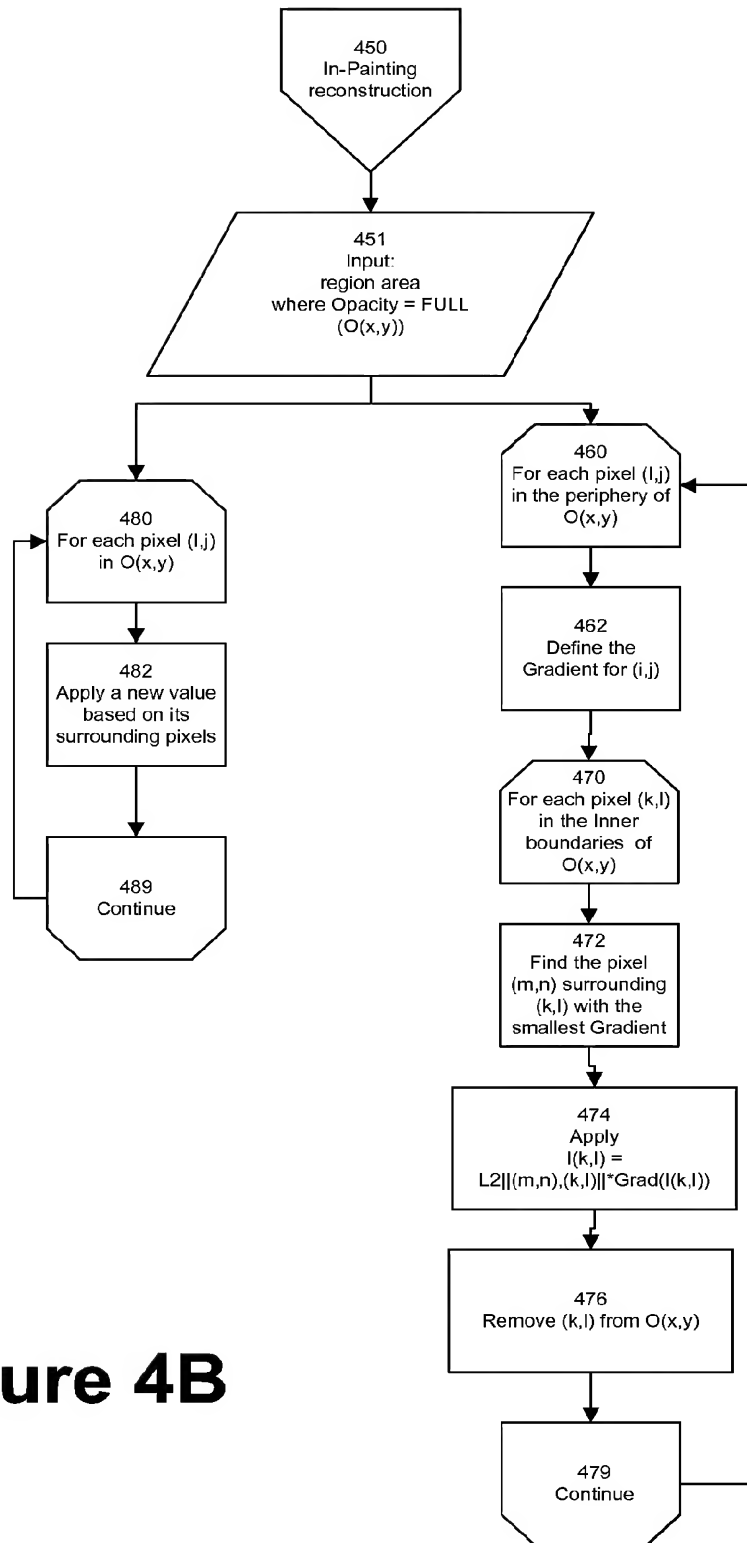 450
In-Painting
reconstruction
451
Input:
region area
where Opacity = FULL
(O(x,y))
480
For each pixel (I,j)
in O(x,y)
482
Apply a new value
based on its
surrounding pixels
489
Continue
460
For each pixel (I,j)
in the periphery of
O(x,y)
462
Define the
Gradient for (i,j)
470
For each pixel (k,l)
in the Inner
boundaries of
O(x,y)
472
Find the pixel
(m,n) surrounding
(k,l) with the
smallest Gradient
474
Apply
I(k,l) =
L2||(m,n),(k,l)||*Grad(I(k,l))
476
Remove (k,l) from O(x,y)
479
Continue
ure 4B